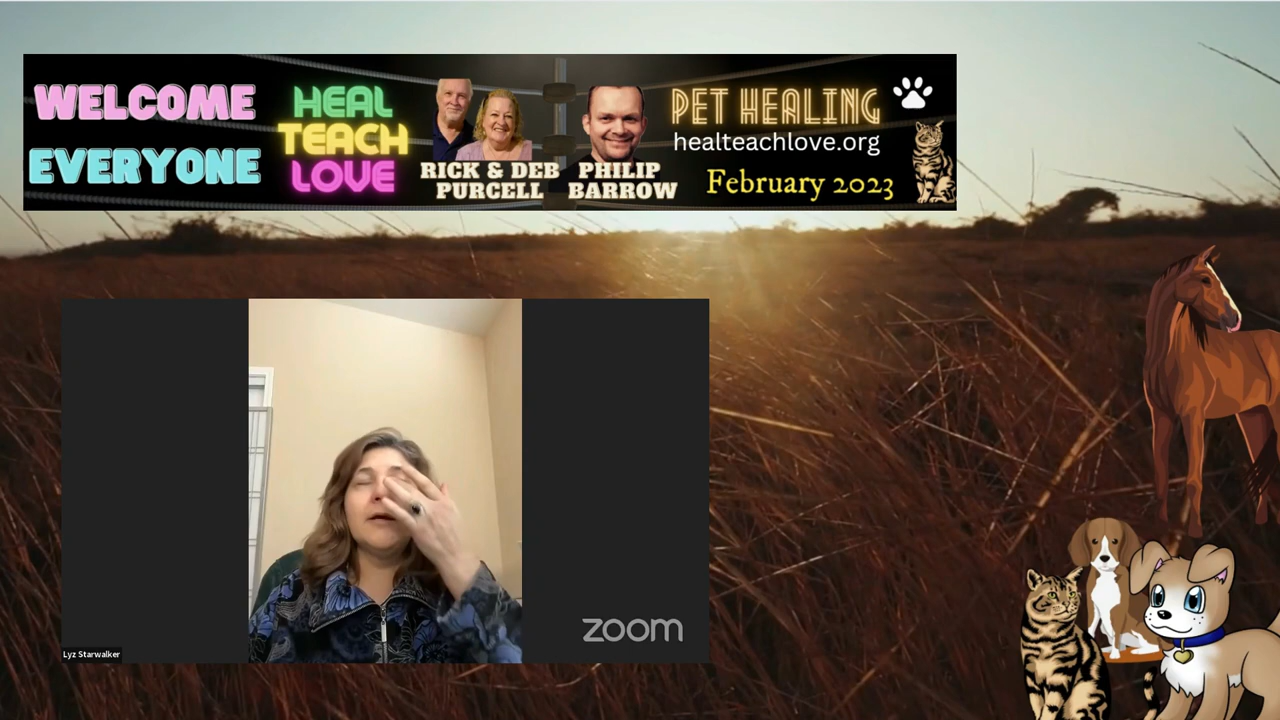 WELCOME
EVERYONE
HEAL
TEACH
LOVE
RICK & DEB
PURCELL
PHILIP
BARROW
PET HEALING
healteachlove.org
February 2023
zoom
Lyz Starwalker